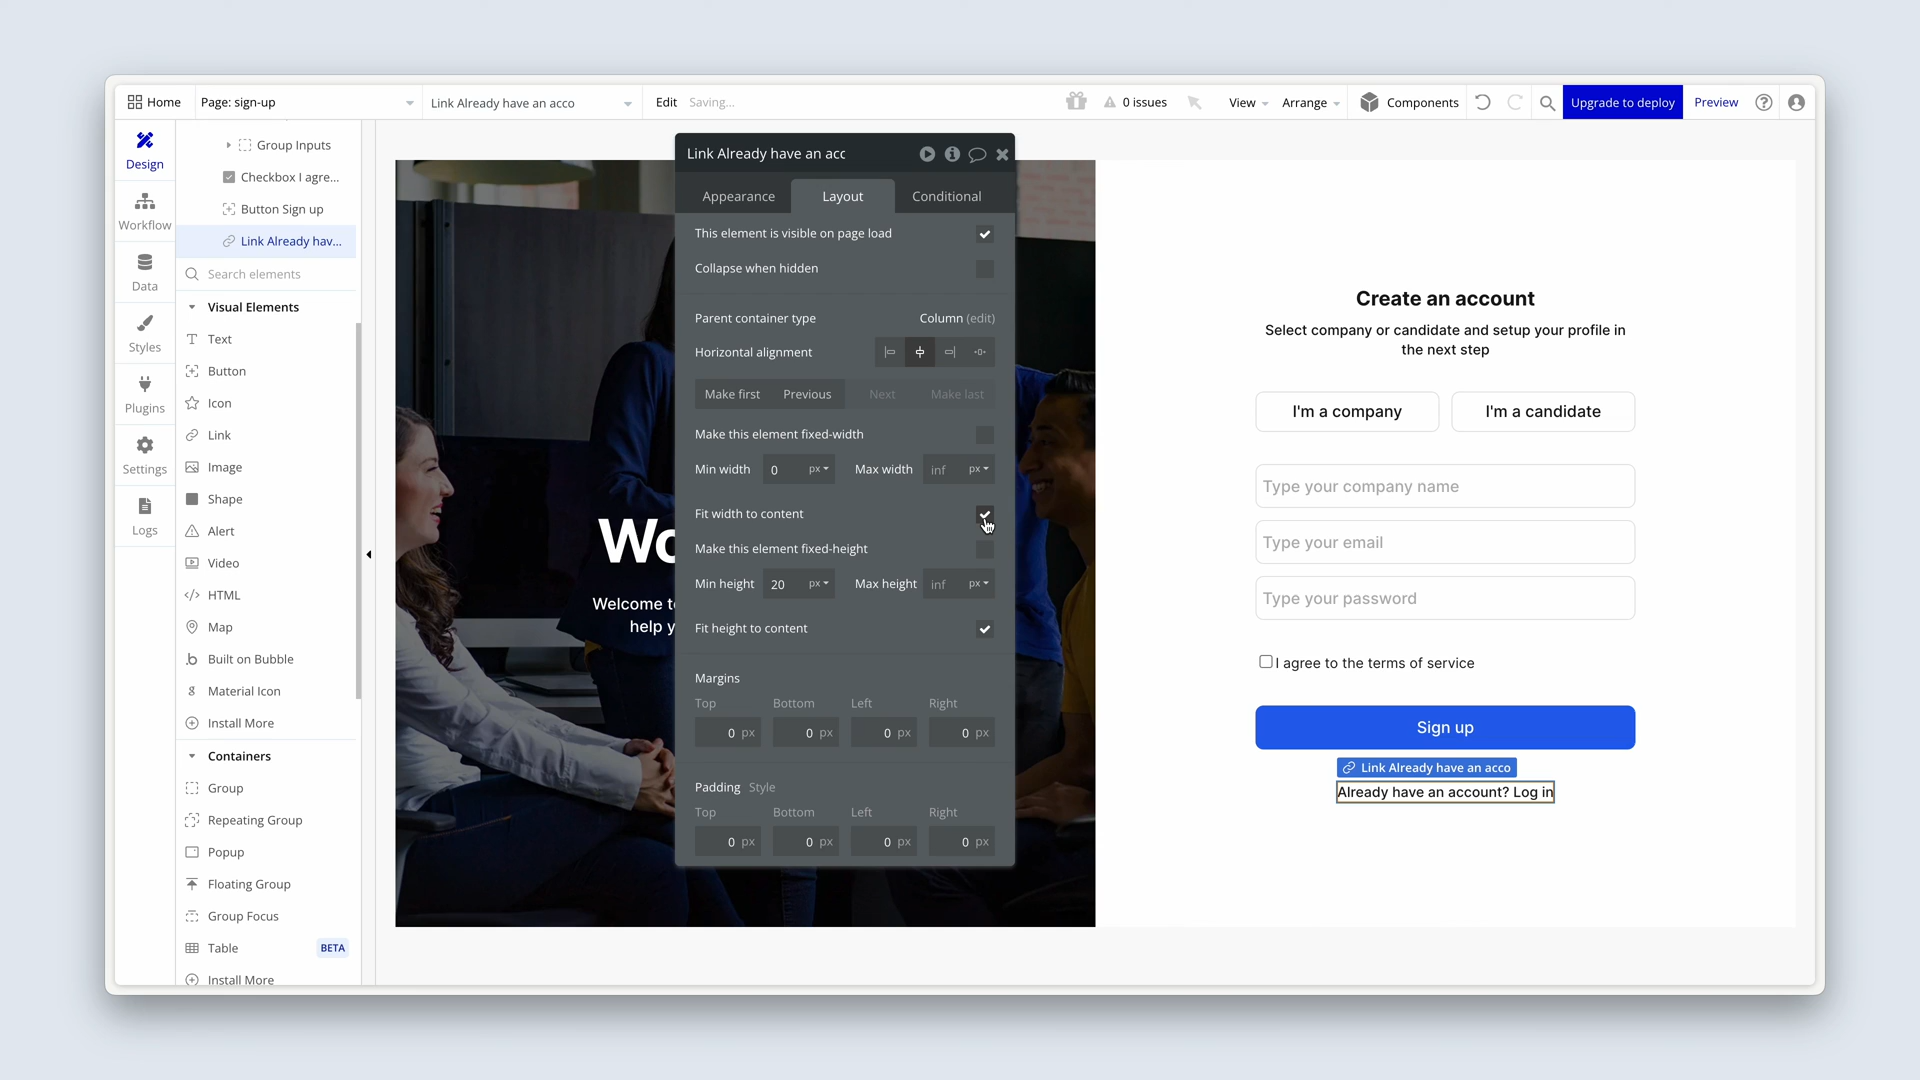 Home
Page: sign-up
Link Already have an acco
Edit
Saving...
0 issues
View
Arrange
Components
Upgrade to deploy
Preview
Design
Workflow
Data
Styles
Plugins
Settings
Logs
Group Inputs
Checkbox I agre...
Button Sign up
Link Already hav...
Search elements
Visual Elements
Text
Button
Icon
Link
Image
Shape
Alert
Video
HTML
Map
Built on Bubble
Material Icon
Install More
Containers
Group
Repeating Group
Popup
Floating Group
Group Focus
Table BETA
Install More
Wo
Welcome t
help y
Link Already have an acc
Appearance Layout Conditional
This element is visible on page load
Collapse when hidden
Parent container type Column (edit)
Horizontal alignment
Make first Previous Next Make last
Make this element fixed-width
Min width 0 px Max width inf px
Fit width to content
Make this element fixed-height
Min height 20 px Max height inf px
Fit height to content
Margins
Top Bottom Left Right
0 px 0 px 0 px 0 px
Padding Style
Top Bottom Left Right
0 px 0 px 0 px 0 px
Create an account
Select company or candidate and setup your profile in
the next step
I'm a company I'm a candidate
Type your company name
Type your email
Type your password
I agree to the terms of service
Sign up
Link Already have an acco
Already have an account? Log in